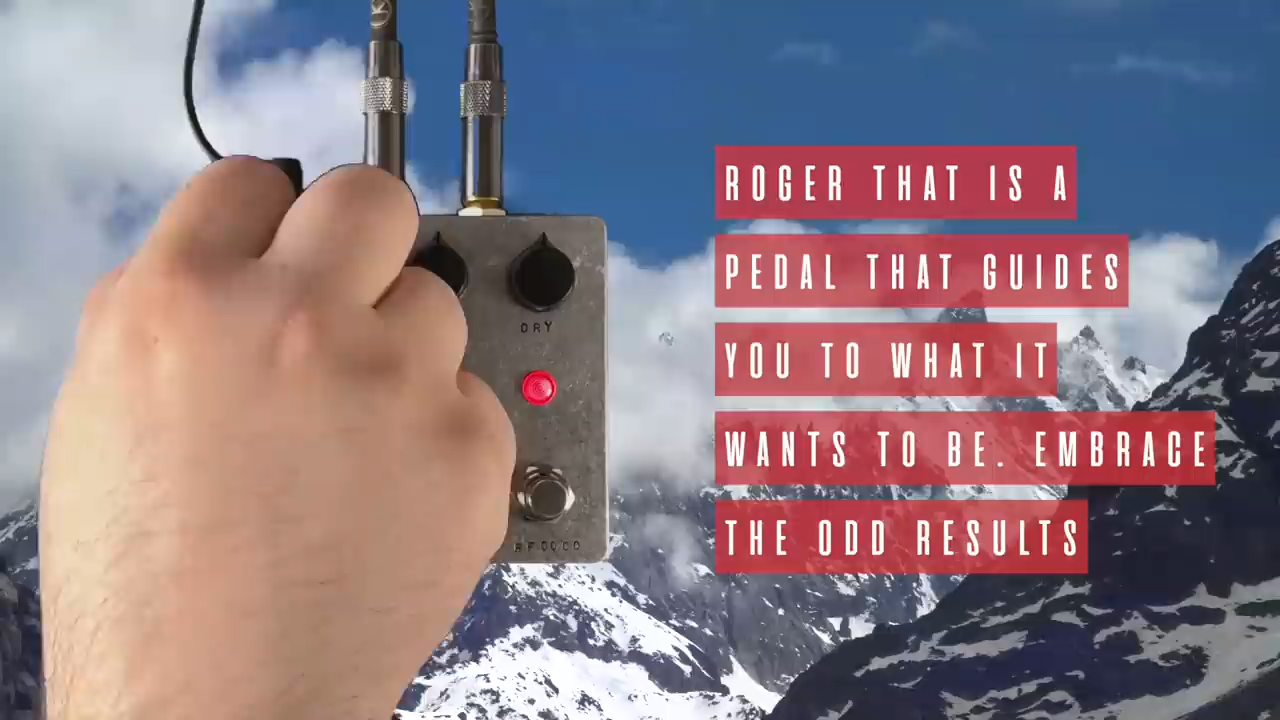 ROGER THAT IS A
PEDAL THAT GUIDES
YOU TO WHAT IT
WANTS TO BE. EMBRACE
THE ODD RESULTS
DRY